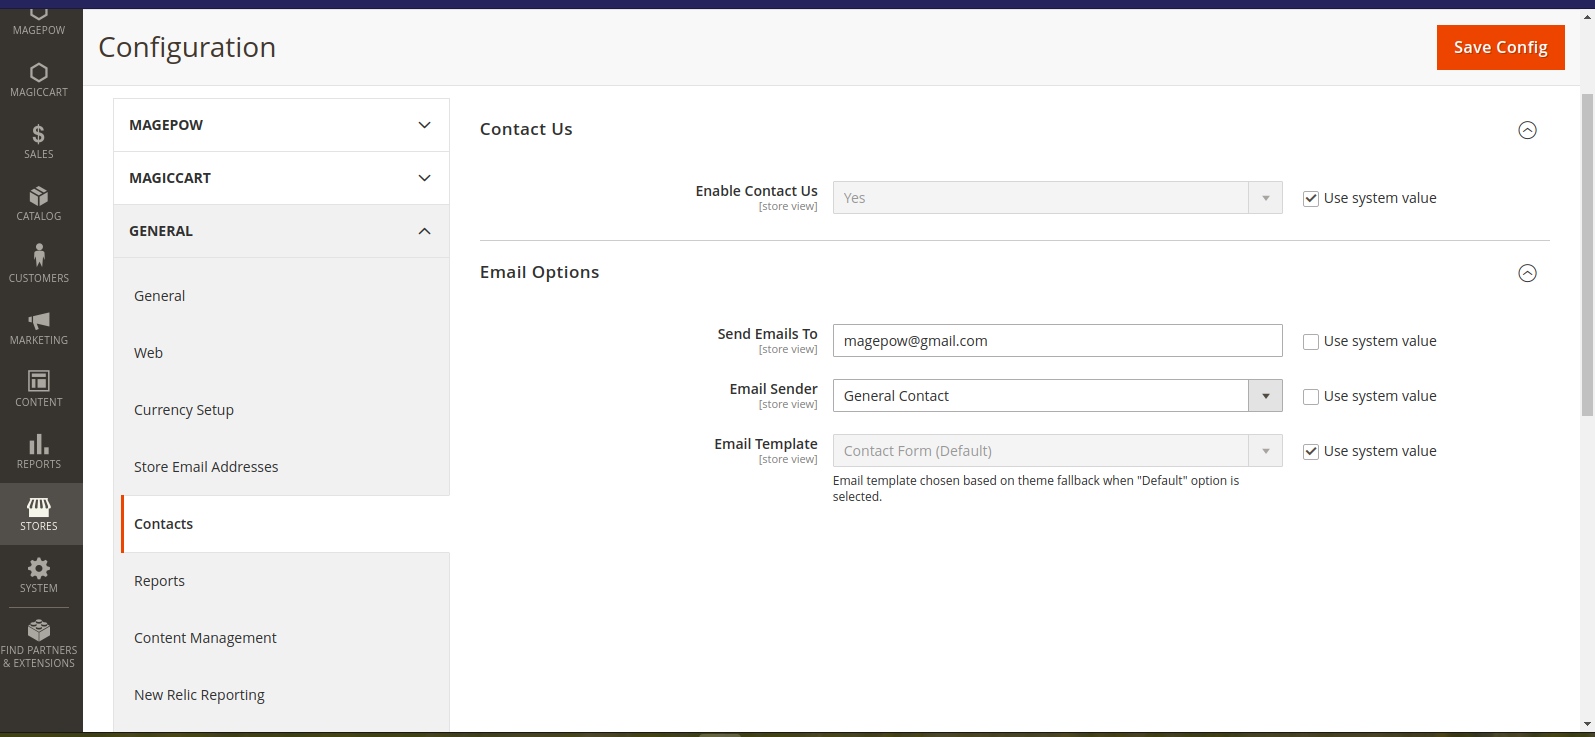 MAGEPOW
MAGICCART
SALES
CATALOG
CUSTOMERS
MARKETING
CONTENT
REPORTS
STORES
SYSTEM
FIND PARTNERS
& EXTENSIONS
Configuration
Save Config
MAGEPOW
MAGICCART
GENERAL
General
Web
Currency Setup
Store Email Addresses
Contacts
Reports
Content Management
New Relic Reporting
Contact Us
Enable Contact Us
[store view]
Yes
Use system value
Email Options
Send Emails To
[store view]
magepow@gmail.com
Use system value
Email Sender
[store view]
General Contact
Use system value
Email Template
[store view]
Contact Form (Default)
Use system value
Email template chosen based on theme fallback when "Default" option is
selected.